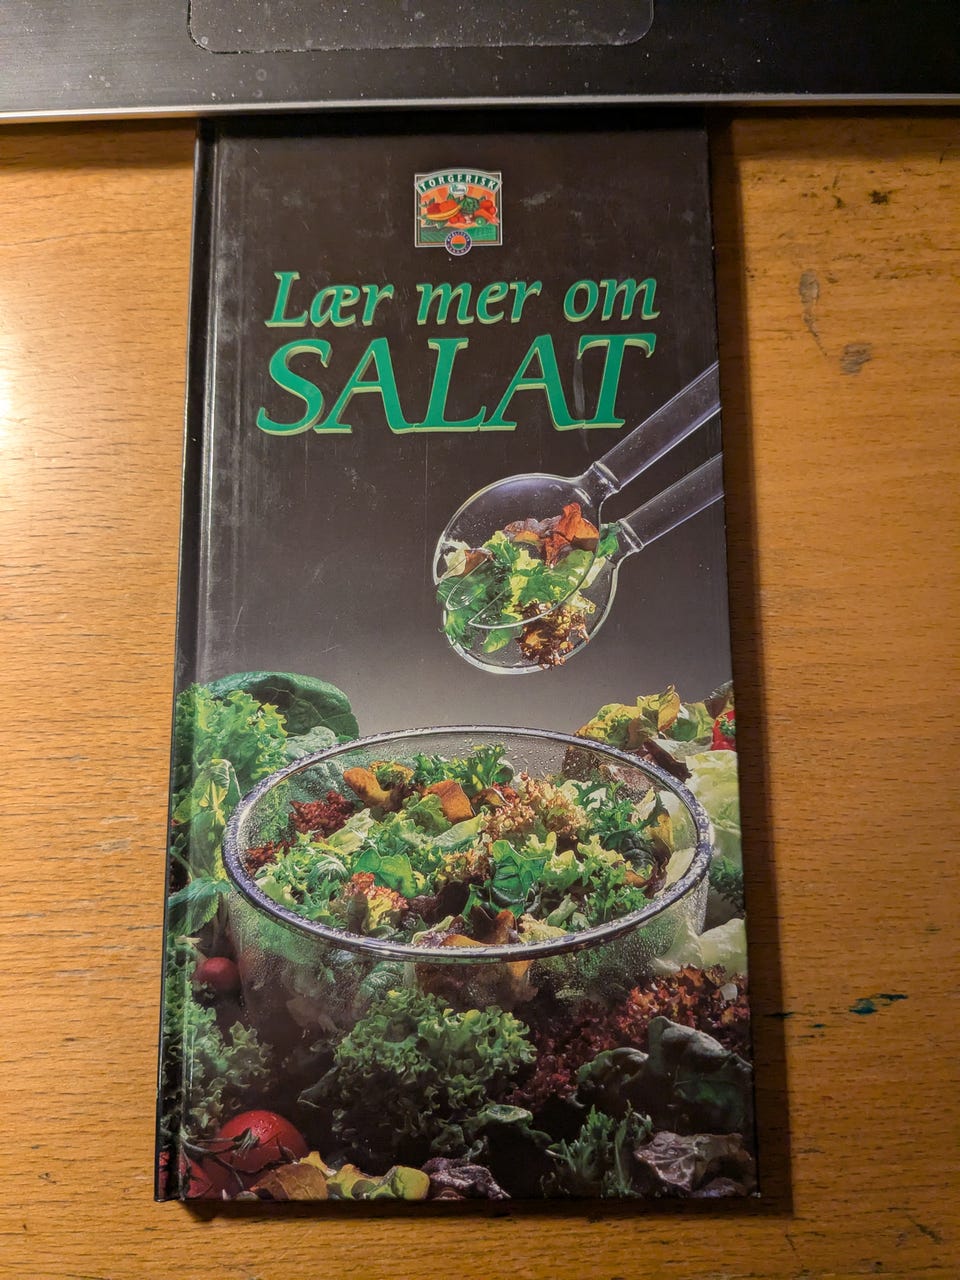 TORGFRISK
Lær mer om
SALAT